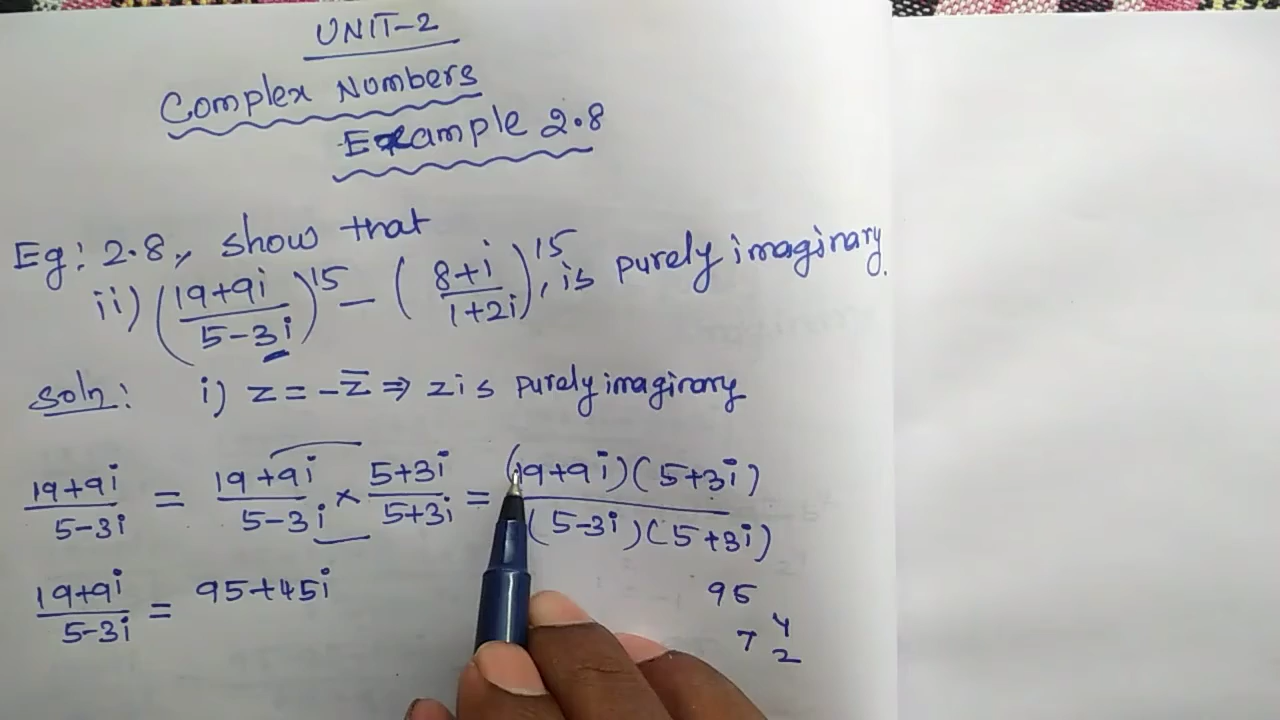 UNIT-2
Complex Numbers
Example 2.8
Eg: 2.8, show that
ii) ((19+9i)/(5-3i))^15 - ((8+i)/(1+2i))^15, is purely imaginary.
Soln: i) z = -z̅ ⇒ z is purely imaginary
(19+9i)/(5-3i) = (19+9i)/(5-3i) × (5+3i)/(5+3i) = (19+9i)(5+3i)/(5-3i)(5+3i)
(19+9i)/(5-3i) = 95+45i
95
4
7 2